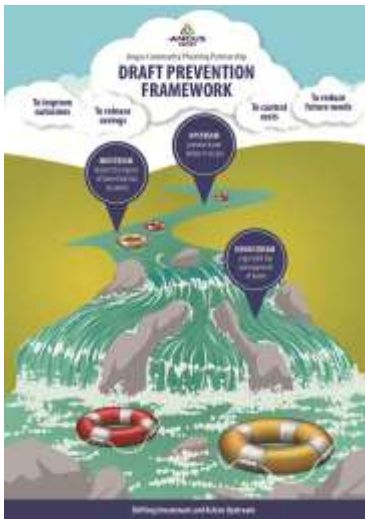 ANGUS
Angus Community Planning Partnership
DRAFT PREVENTION
FRAMEWORK
To improve
outcomes
To release
savings
To control
costs
To reduce
future needs
UPSTREAM
MIDSTREAM
DOWNSTREAM
Shifting Investment and Action Upstream